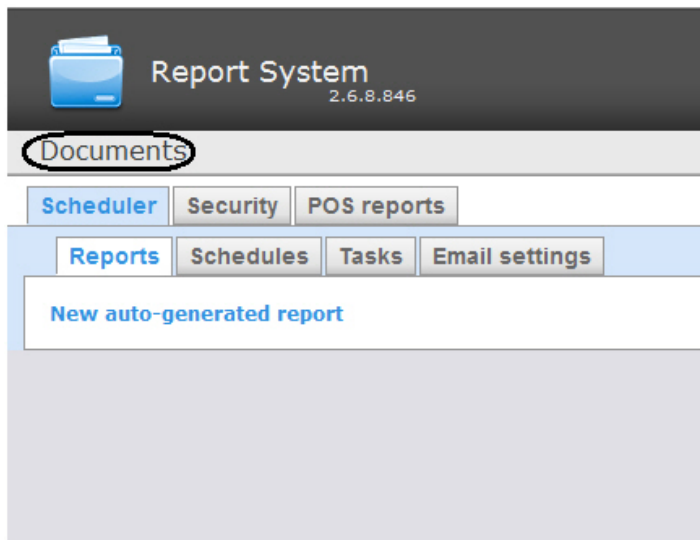 Report System
2.6.8.846
Documents
Scheduler Security POS reports
Reports Schedules Tasks Email settings
New auto-generated report